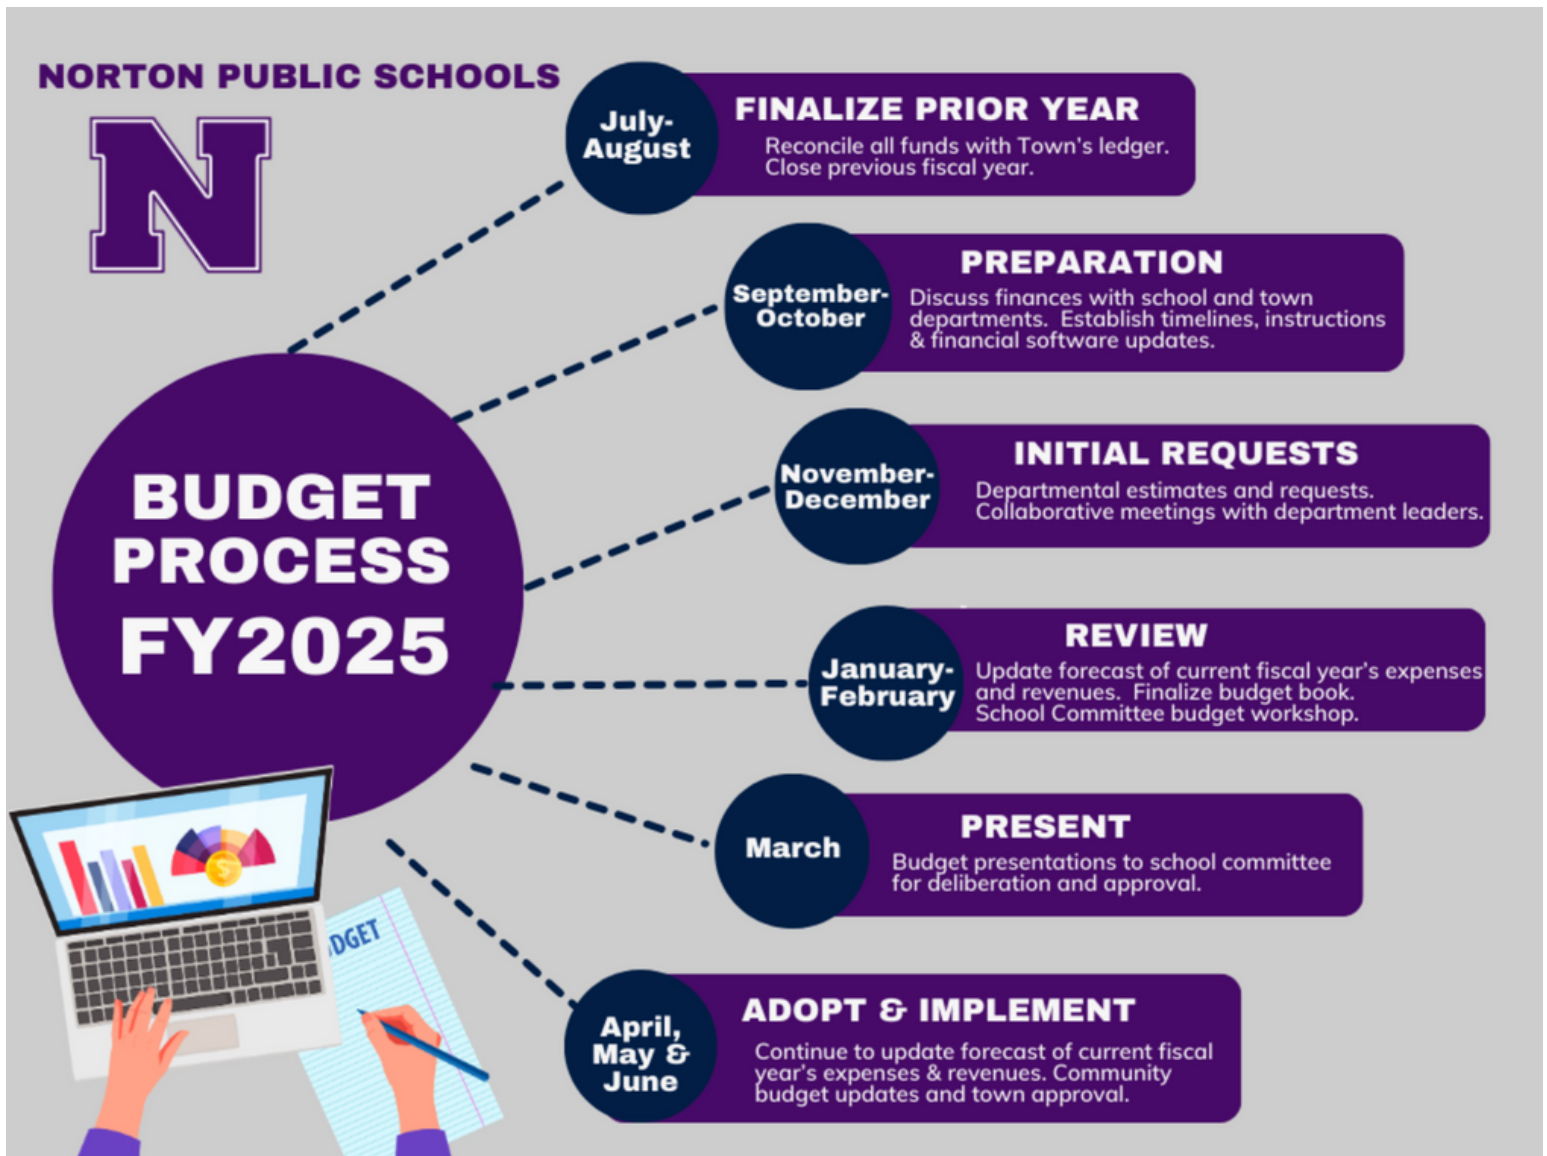 NORTON PUBLIC SCHOOLS
N
July-
August
FINALIZE PRIOR YEAR
Reconcile all funds with Town's ledger.
Close previous fiscal year.
September-
October
PREPARATION
Discuss finances with school and town
departments.  Establish timelines, instructions
& financial software updates.
November-
December
INITIAL REQUESTS
Departmental estimates and requests.
Collaborative meetings with department leaders.
BUDGET
PROCESS
FY2025
January-
February
REVIEW
Update forecast of current fiscal year's expenses
and revenues.  Finalize budget book.
School Committee budget workshop.
March
PRESENT
Budget presentations to school committee
for deliberation and approval.
April,
May &
June
ADOPT & IMPLEMENT
Continue to update forecast of current fiscal
year's expenses & revenues. Community
budget updates and town approval.
DGET
$